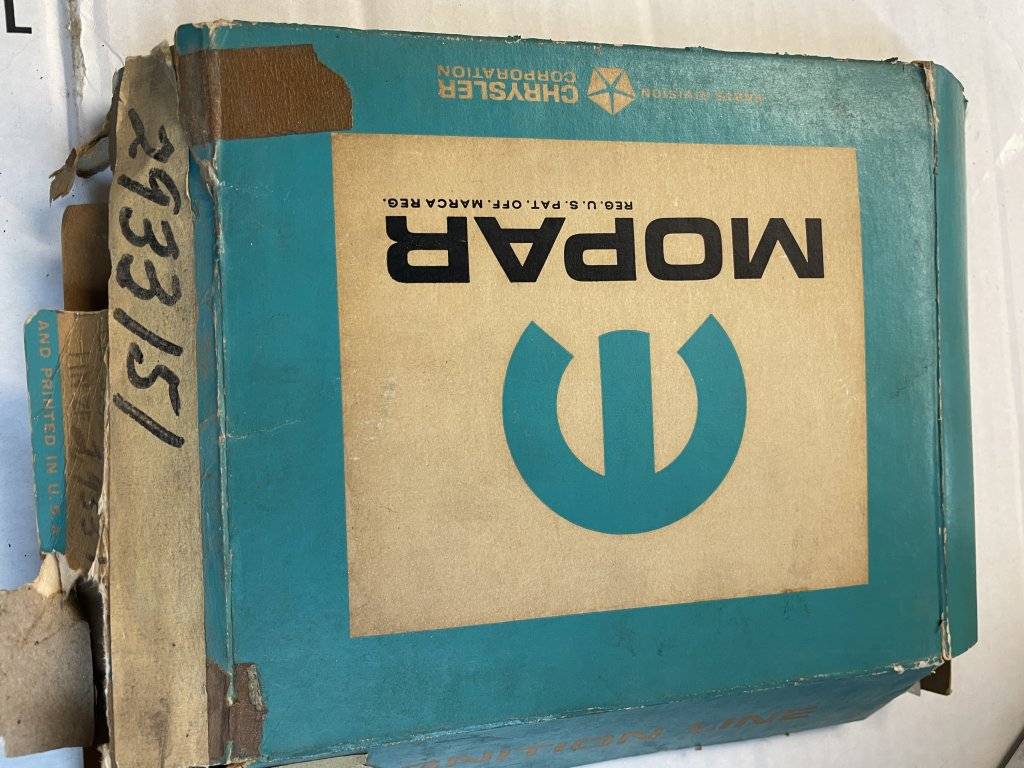 MOPAR
REG. U. S. PAT. OFF. MARCA REG.
PARTS DIVISION
CHRYSLER
CORPORATION
2933151
AND PRINTED IN U.S.A.
L